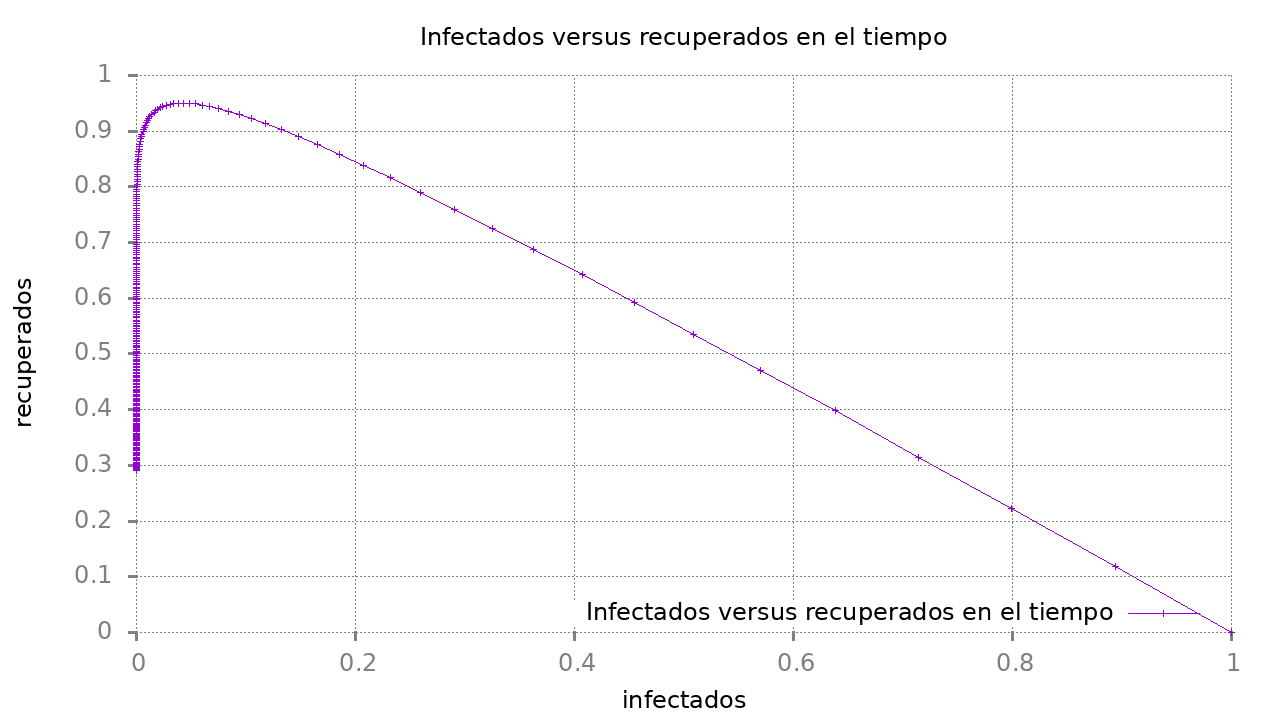 Infectados versus recuperados en el tiempo
1
0.9
0.8
0.7
0.6
0.5
0.4
0.3
0.2
0.1
0
recuperados
Infectados versus recuperados en el tiempo
0 0.2 0.4 0.6 0.8 1
infectados